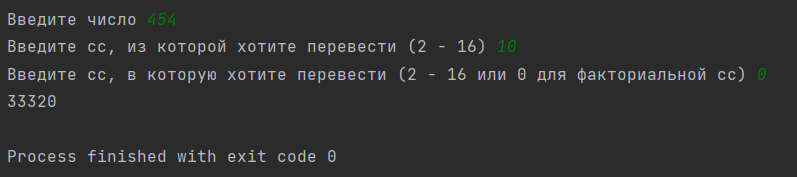 Введите число 454
Введите сс, из которой хотите перевести (2 - 16) 10
Введите сс, в которую хотите перевести (2 - 16 или 0 для факториальной сс) 0
33320
Process finished with exit code 0